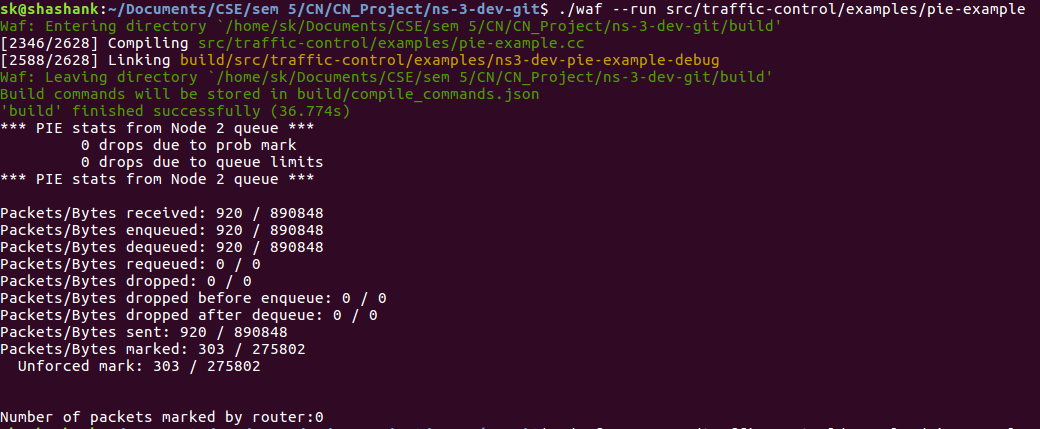 sk@shashank:~/Documents/CSE/sem 5/CN/CN_Project/ns-3-dev-git$ ./waf --run src/traffic-control/examples/pie-example
Waf: Entering directory `/home/sk/Documents/CSE/sem 5/CN/CN_Project/ns-3-dev-git/build'
[2346/2628] Compiling src/traffic-control/examples/pie-example.cc
[2588/2628] Linking build/src/traffic-control/examples/ns3-dev-pie-example-debug
Waf: Leaving directory `/home/sk/Documents/CSE/sem 5/CN/CN_Project/ns-3-dev-git/build'
Build commands will be stored in build/compile_commands.json
'build' finished successfully (36.774s)
*** PIE stats from Node 2 queue ***
0 drops due to prob mark
0 drops due to queue limits
*** PIE stats from Node 2 queue ***
Packets/Bytes received: 920 / 890848
Packets/Bytes enqueued: 920 / 890848
Packets/Bytes dequeued: 920 / 890848
Packets/Bytes requeued: 0 / 0
Packets/Bytes dropped: 0 / 0
Packets/Bytes dropped before enqueue: 0 / 0
Packets/Bytes dropped after dequeue: 0 / 0
Packets/Bytes sent: 920 / 890848
Packets/Bytes marked: 303 / 275802
Unforced mark: 303 / 275802
Number of packets marked by router:0